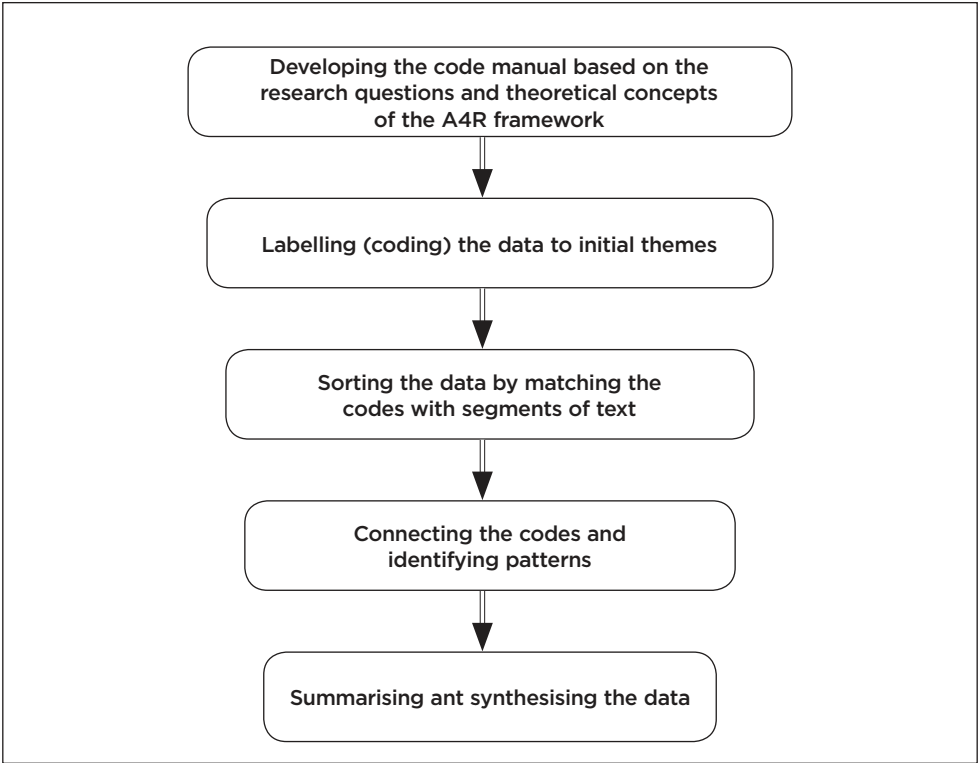 Developing the code manual based on the
research questions and theoretical concepts
of the A4R framework
Labelling (coding) the data to initial themes
Sorting the data by matching the
codes with segments of text
Connecting the codes and
identifying patterns
Summarising ant synthesising the data